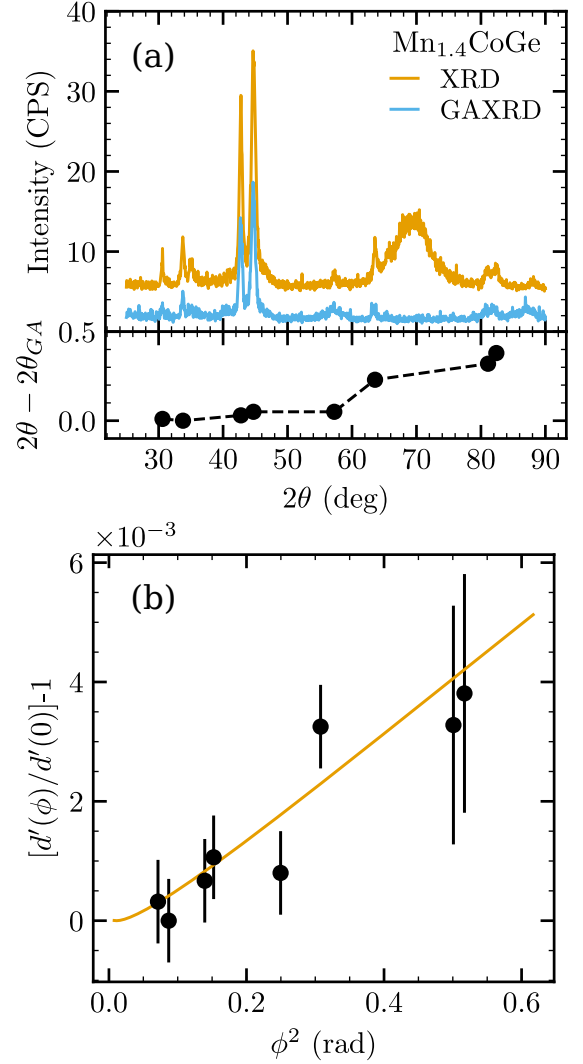 40
(a)
Mn₁.₄CoGe
XRD
GAXRD
30
20
10
Intensity (CPS)
0.5
0.0
2θ − 2θ_GA
30 40 50 60 70 80 90
2θ (deg)
×10⁻³
6
(b)
4
2
0
[d′(ϕ)/d′(0)]-1
0.0 0.2 0.4 0.6
ϕ² (rad)